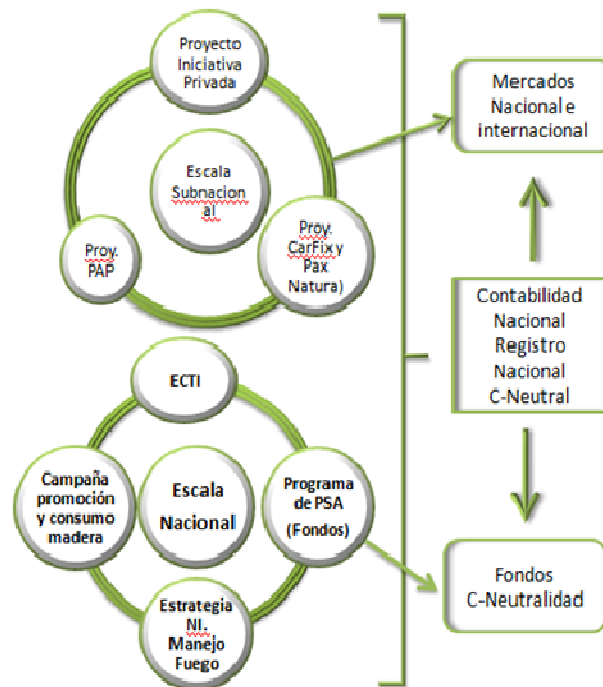 Proyecto
Iniciativa
Privada
Escala
Subnacion
al
Proy.
PAP
Proy.
CarFix y
Pax
Natura)
Mercados
Nacional e
internacional
Contabilidad
Nacional
Registro
Nacional
C-Neutral
ECTI
Campaña
promoción
y consumo
madera
Escala
Nacional
Programa
de PSA
(Fondos)
Estrategia
NI.
Manejo
Fuego
Fondos
C-Neutralidad